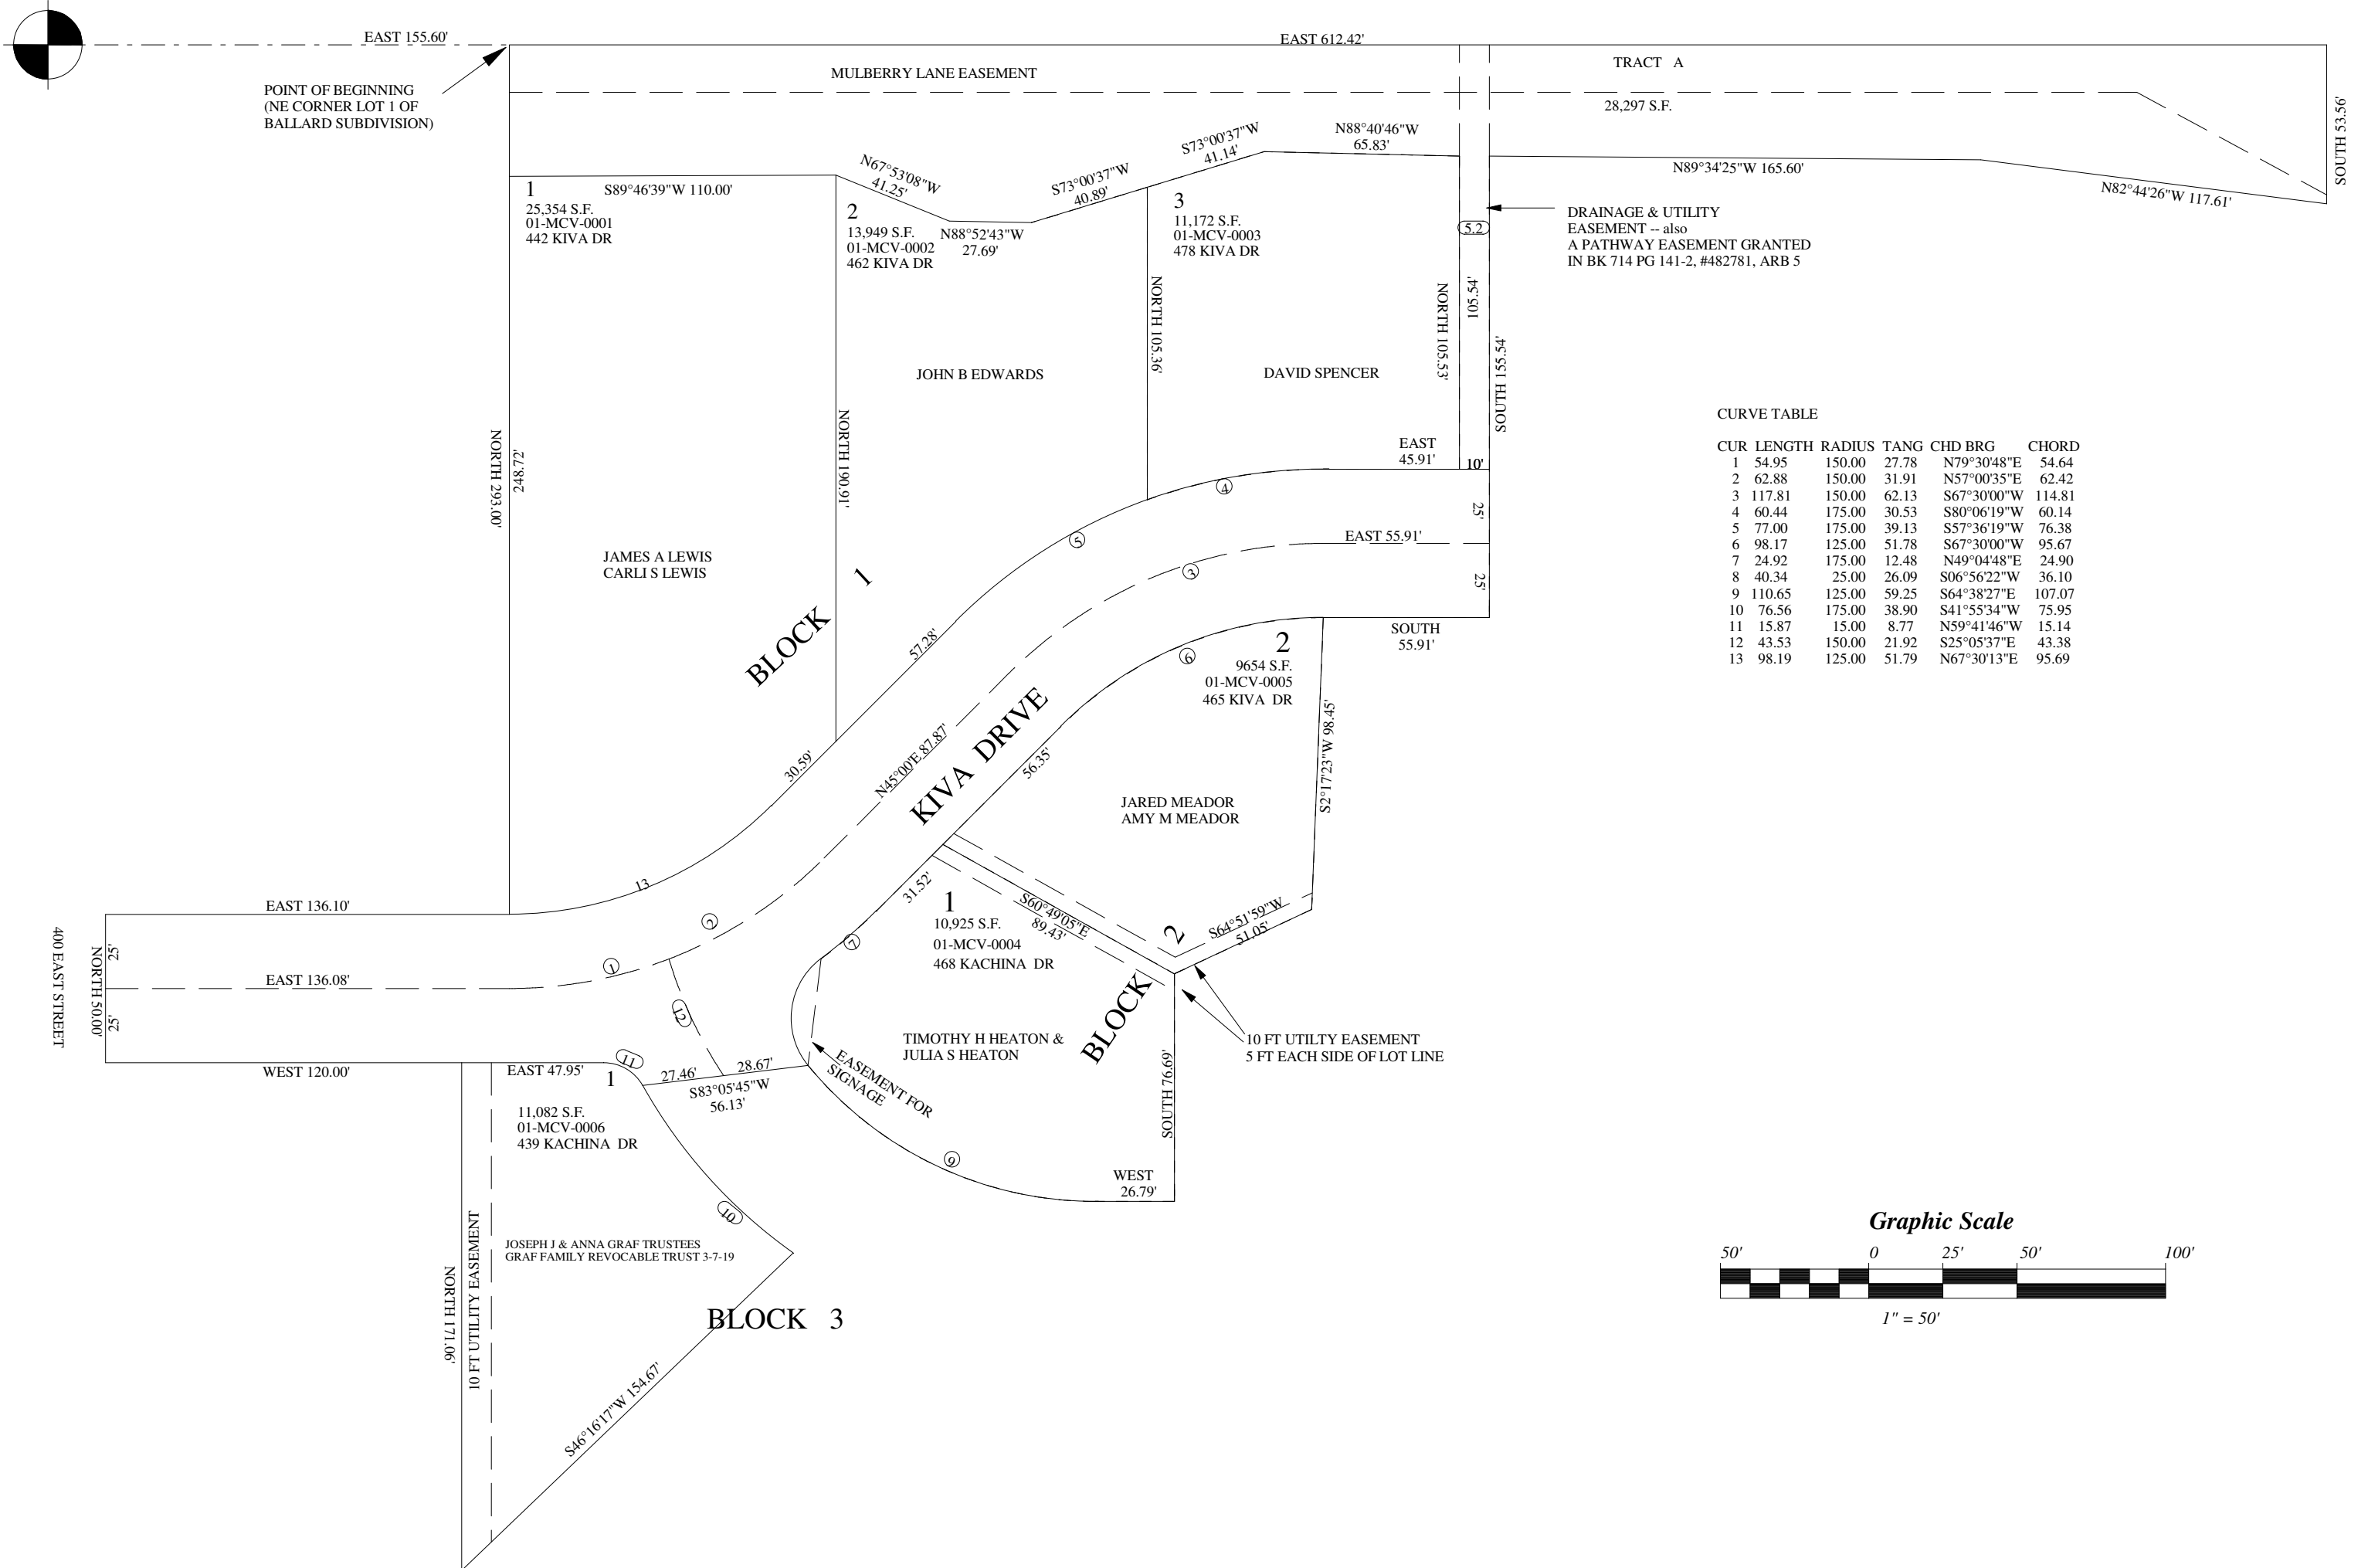 EAST 155.60'
EAST 612.42'
POINT OF BEGINNING
(NE CORNER LOT 1 OF
BALLARD SUBDIVISION)
MULBERRY LANE EASEMENT
TRACT A
28,297 S.F.
SOUTH 53.56'
N67°53'08"W
41.25'
S73°00'37"W
40.89'
S73°00'37"W
41.14'
N88°40'46"W
65.83'
N89°34'25"W 165.60'
N82°44'26"W 117.61'
1
S89°46'39"W 110.00'
25,354 S.F.
01-MCV-0001
442 KIVA DR
2
13,949 S.F.
01-MCV-0002
462 KIVA DR
N88°52'43"W
27.69'
3
11,172 S.F.
01-MCV-0003
478 KIVA DR
5.2
DRAINAGE & UTILITY
EASEMENT -- also
A PATHWAY EASEMENT GRANTED
IN BK 714 PG 141-2, #482781, ARB 5
NORTH 105.36'
NORTH 105.53'
105.54'
SOUTH 155.54'
JOHN B EDWARDS
DAVID SPENCER
NORTH 293.00'
248.72'
NORTH 190.91'
EAST
45.91'
10'
4
5
25'
EAST 55.91'
3
25'
JAMES A LEWIS
CARLI S LEWIS
BLOCK 1
57.28'
SOUTH
55.91'
6
2
9654 S.F.
01-MCV-0005
465 KIVA DR
CURVE TABLE
CUR LENGTH RADIUS TANG CHD BRG CHORD
1 54.95 150.00 27.78 N79°30'48"E 54.64
2 62.88 150.00 31.91 N57°00'35"E 62.42
3 117.81 150.00 62.13 S67°30'00"W 114.81
4 60.44 175.00 30.53 S80°06'19"W 60.14
5 77.00 175.00 39.13 S57°36'19"W 76.38
6 98.17 125.00 51.78 S67°30'00"W 95.67
7 24.92 175.00 12.48 N49°04'48"E 24.90
8 40.34 25.00 26.09 S06°56'22"W 36.10
9 110.65 125.00 59.25 S64°38'27"E 107.07
10 76.56 175.00 38.90 S41°55'34"W 75.95
11 15.87 15.00 8.77 N59°41'46"W 15.14
12 43.53 150.00 21.92 S25°05'37"E 43.38
13 98.19 125.00 51.79 N67°30'13"E 95.69
30.59'
N45°00'E 87.87'
KIVA DRIVE
56.35'
S2°17'23"W 98.45'
JARED MEADOR
AMY M MEADOR
13
EAST 136.10'
400 EAST STREET
NORTH 50.00'
25'
25'
EAST 136.08'
WEST 120.00'
2
1
7
31.52'
1
10,925 S.F.
01-MCV-0004
468 KACHINA DR
S60°49'05"E
89.43'
S64°51'59"W
51.05'
BLOCK 2
12
TIMOTHY H HEATON &
JULIA S HEATON
10 FT UTILTY EASEMENT
5 FT EACH SIDE OF LOT LINE
EASEMENT FOR
SIGNAGE
SOUTH 76.69'
EAST 47.95'
11
1
27.46'
28.67'
S83°05'45"W
56.13'
11,082 S.F.
01-MCV-0006
439 KACHINA DR
9
WEST
26.79'
10
JOSEPH J & ANNA GRAF TRUSTEES
GRAF FAMILY REVOCABLE TRUST 3-7-19
NORTH 171.06'
10 FT UTILITY EASEMENT
BLOCK 3
S46°16'17"W 154.67'
Graphic Scale
50' 0 25' 50' 100'
1" = 50'